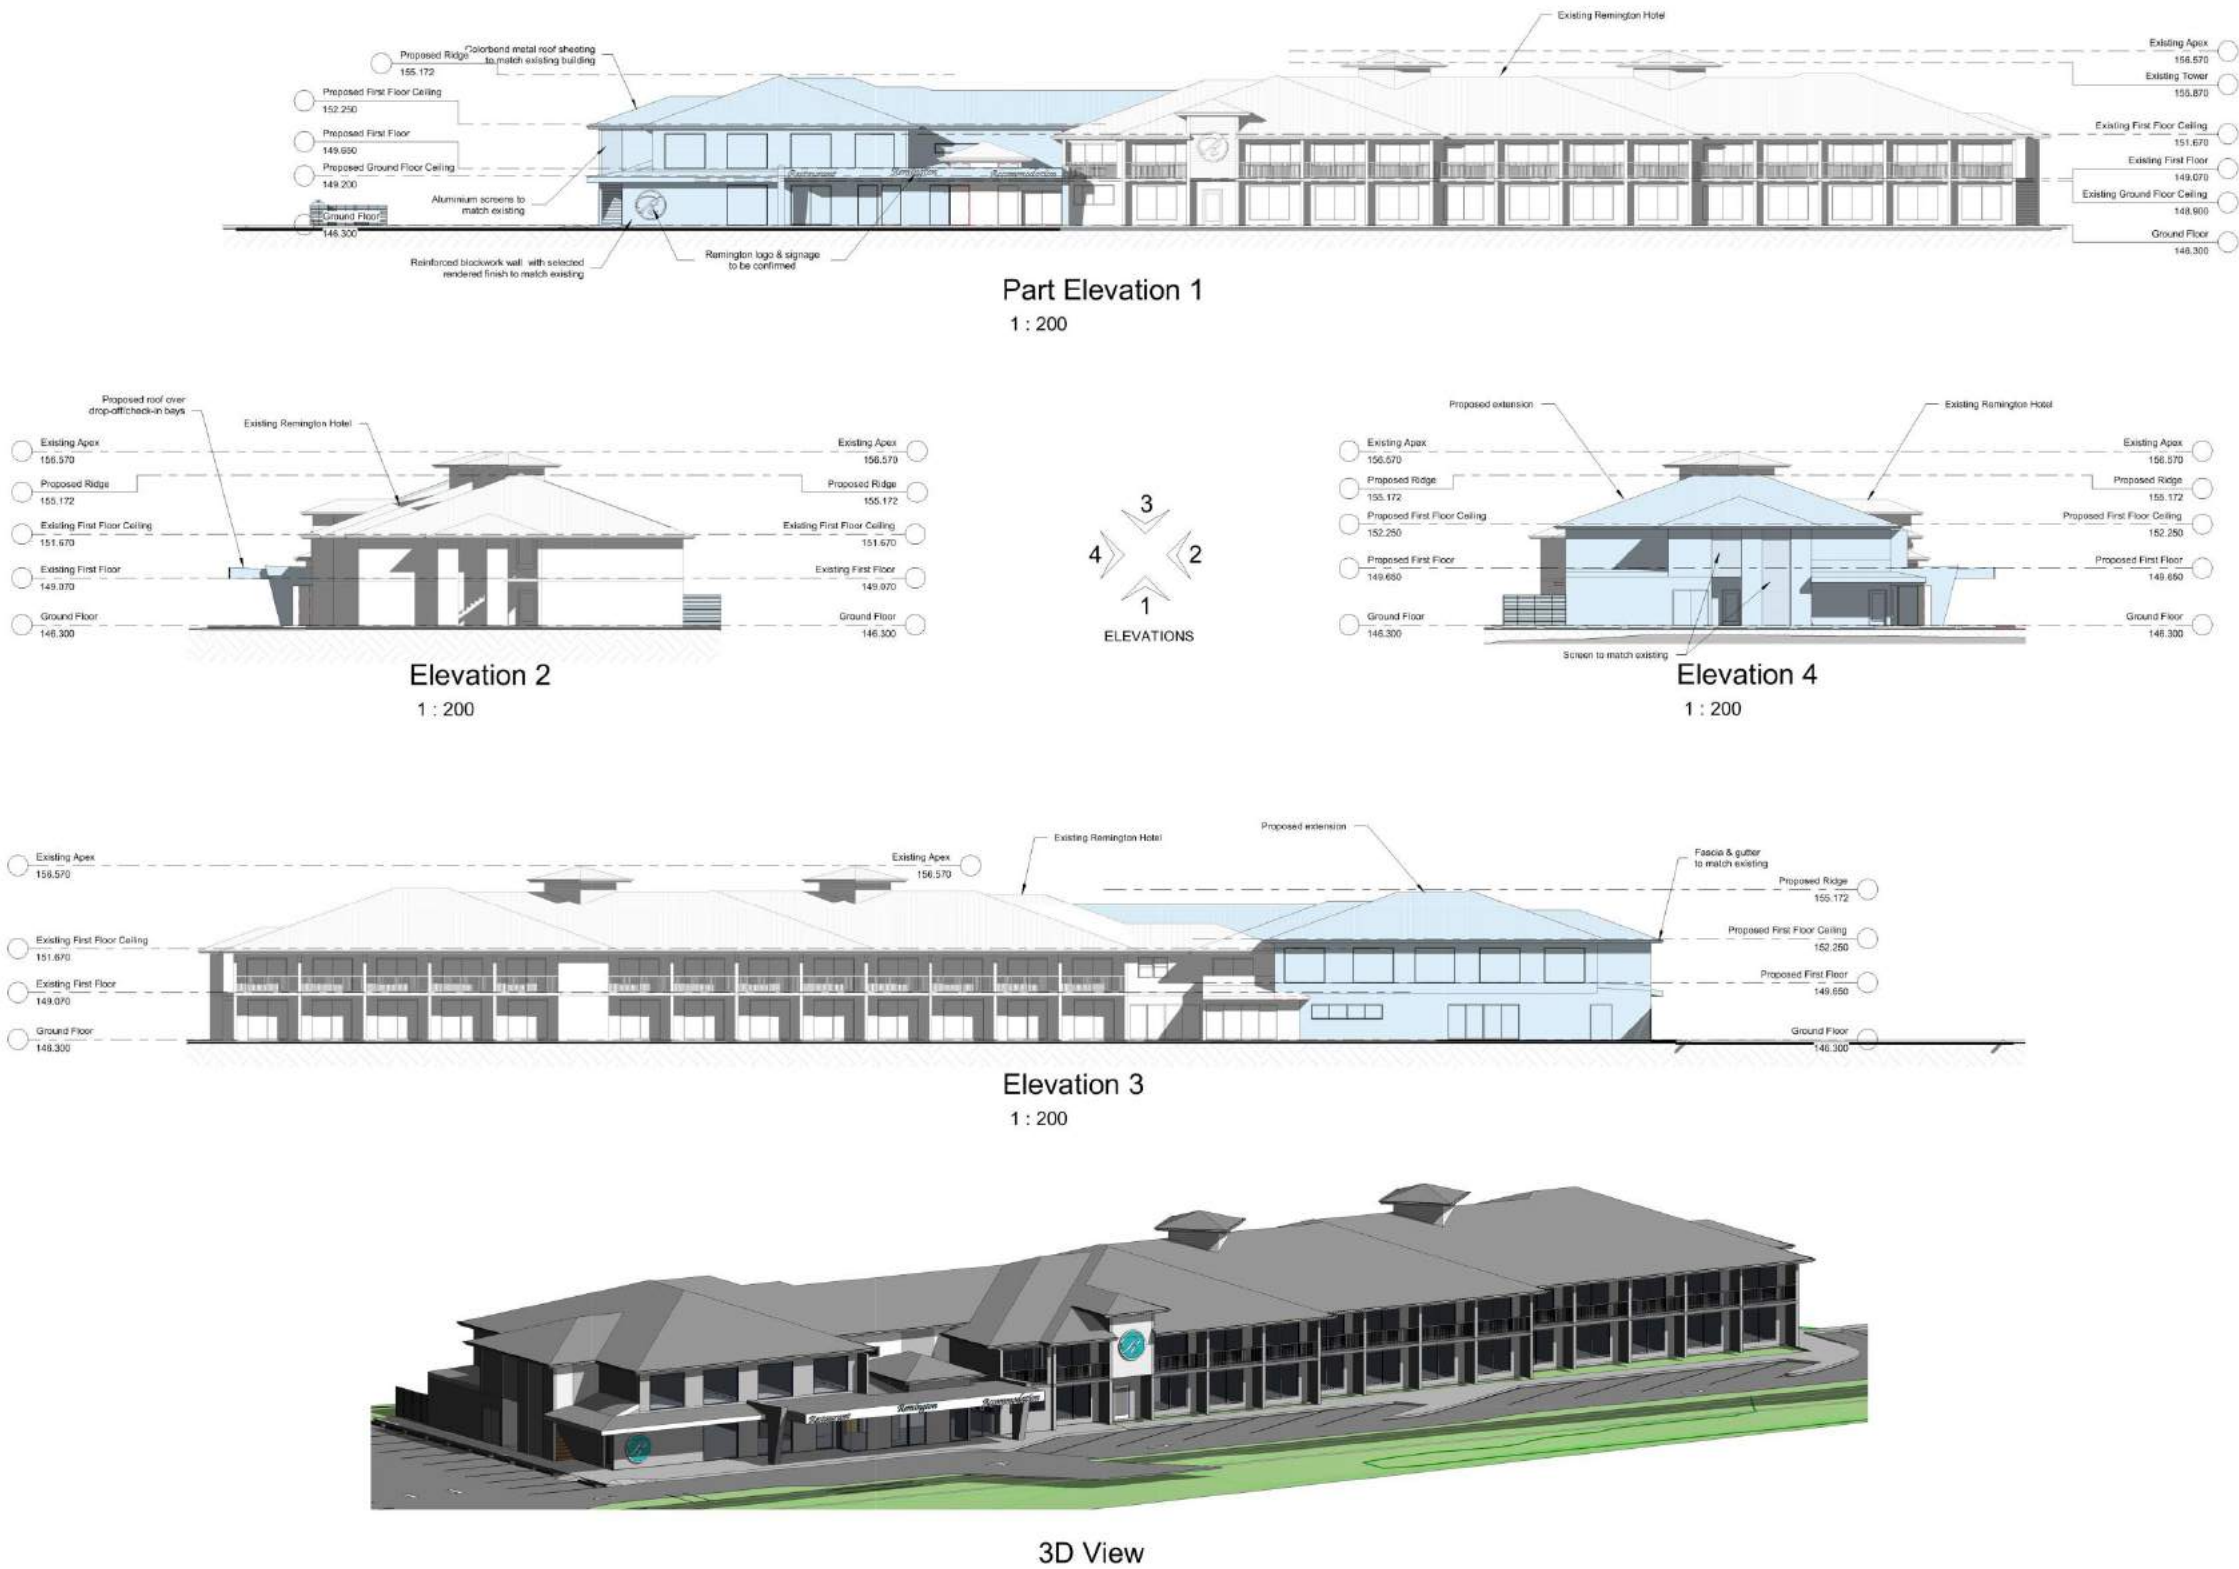 Existing Remington Hotel
Proposed Ridge
155.172
Colorbond metal roof sheeting
to match existing building
Existing Apex
156.570
Existing Tower
155.870
Proposed First Floor Ceiling
152.250
Proposed First Floor
149.650
Proposed Ground Floor Ceiling
149.200
Existing First Floor Ceiling
151.670
Existing First Floor
149.070
Existing Ground Floor Ceiling
148.900
Restaurant
Remington
Accommodation
Aluminium screens to
match existing
Ground Floor
146.300
Ground Floor
146.300
Reinforced blockwork wall with selected
rendered finish to match existing
Remington logo & signage
to be confirmed
Part Elevation 1
1 : 200
Proposed roof over
drop-off/check-in bays
Existing Remington Hotel
Existing Apex
156.570
Proposed Ridge
155.172
Existing First Floor Ceiling
151.670
Existing First Floor
149.070
Ground Floor
146.300
Existing Apex
156.570
Proposed Ridge
155.172
Existing First Floor Ceiling
151.670
Existing First Floor
149.070
Ground Floor
146.300
Elevation 2
1 : 200
3
4
2
1
ELEVATIONS
Proposed extension
Existing Remington Hotel
Existing Apex
156.570
Proposed Ridge
155.172
Proposed First Floor Ceiling
152.250
Proposed First Floor
149.650
Ground Floor
146.300
Existing Apex
156.570
Proposed Ridge
155.172
Proposed First Floor Ceiling
152.250
Proposed First Floor
149.650
Ground Floor
146.300
Screen to match existing
Elevation 4
1 : 200
Existing Remington Hotel
Proposed extension
Fascia & gutter
to match existing
Existing Apex
156.570
Existing Apex
156.570
Existing First Floor Ceiling
151.670
Existing First Floor
149.070
Ground Floor
146.300
Proposed Ridge
155.172
Proposed First Floor Ceiling
152.250
Proposed First Floor
149.650
Ground Floor
146.300
Elevation 3
1 : 200
Restaurant
Remington
Accommodation
3D View